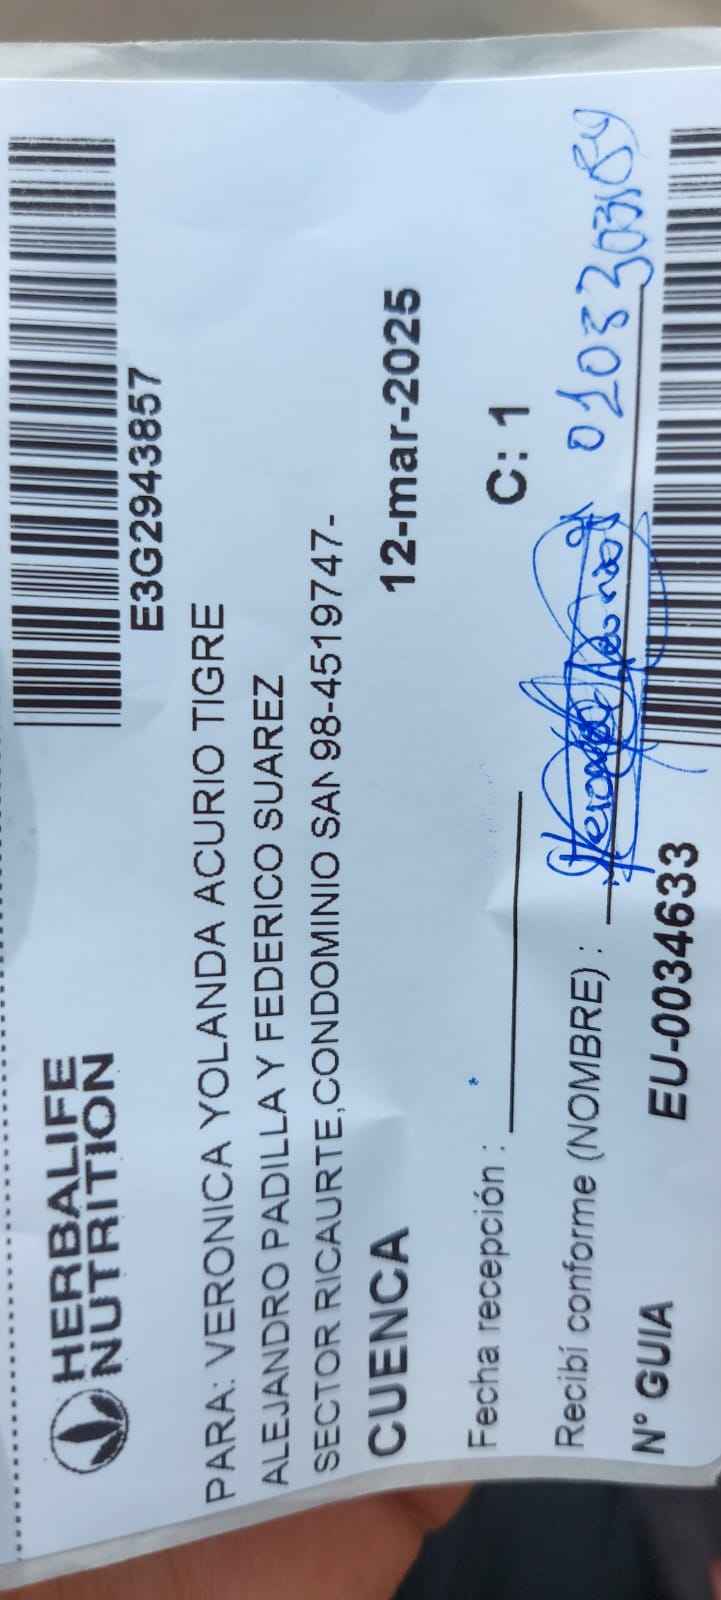 HERBALIFE
NUTRITION
E3G2943857
PARA: VERONICA YOLANDA ACURIO TIGRE
ALEJANDRO PADILLA Y FEDERICO SUAREZ
SECTOR RICAURTE,CONDOMINIO SAN 98-4519747-
CUENCA 12-mar-2025
Fecha recepción :
C: 1
Recibí conforme (NOMBRE) :
Nº GUIA EU-0034633